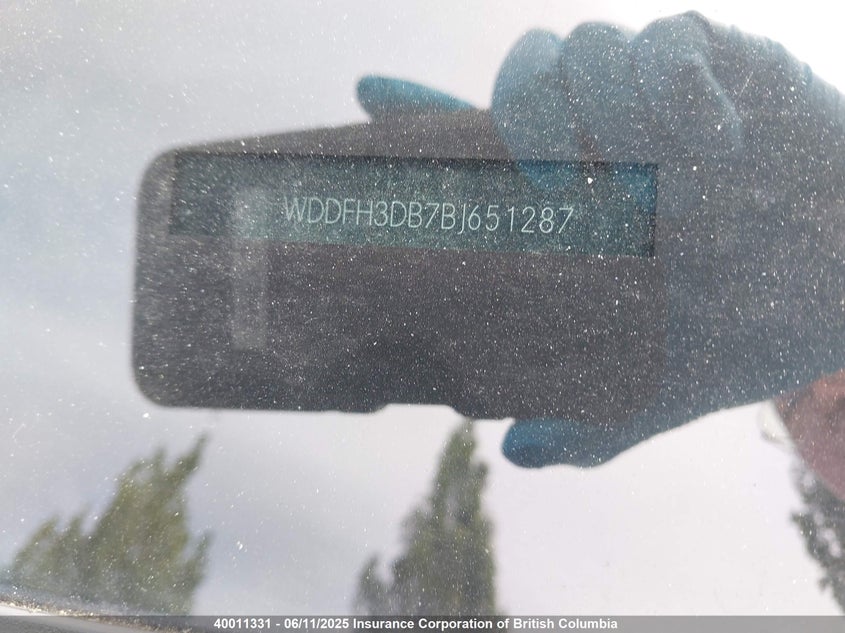 WDDFH3DB7BJ651287
40011331 - 06/11/2025 Insurance Corporation of British Columbia